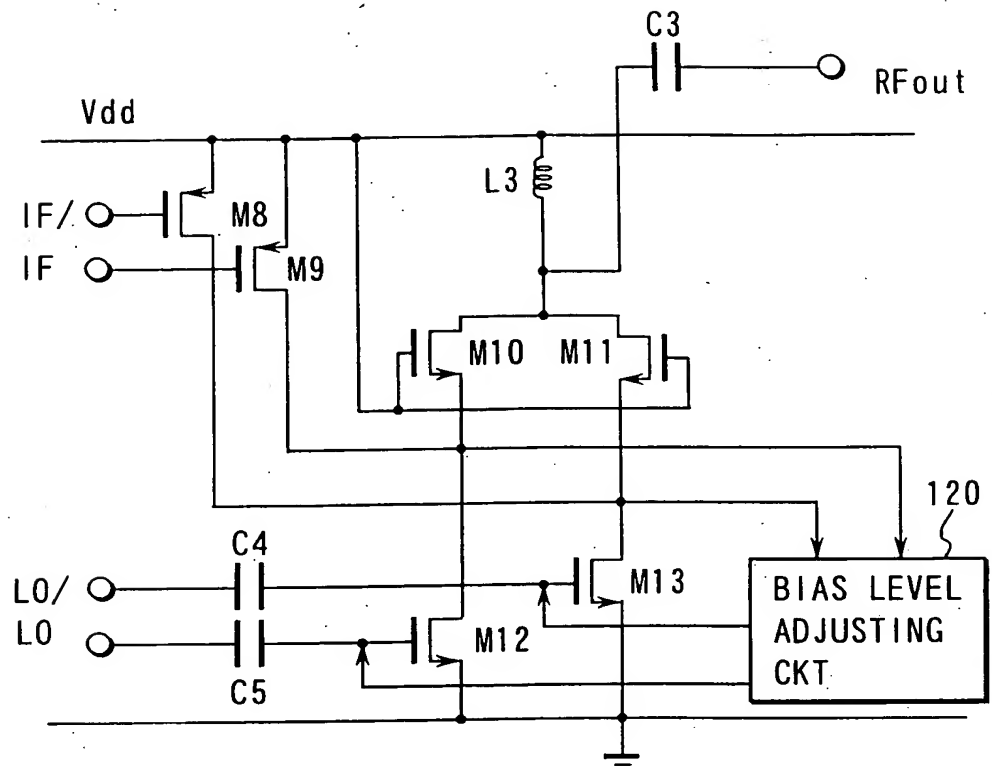 C3
RFout
Vdd
L3
IF/
M8
IF
M9
M10
M11
120
C4
LO/
M13
BIAS LEVEL
ADJUSTING
CKT
LO
M12
C5